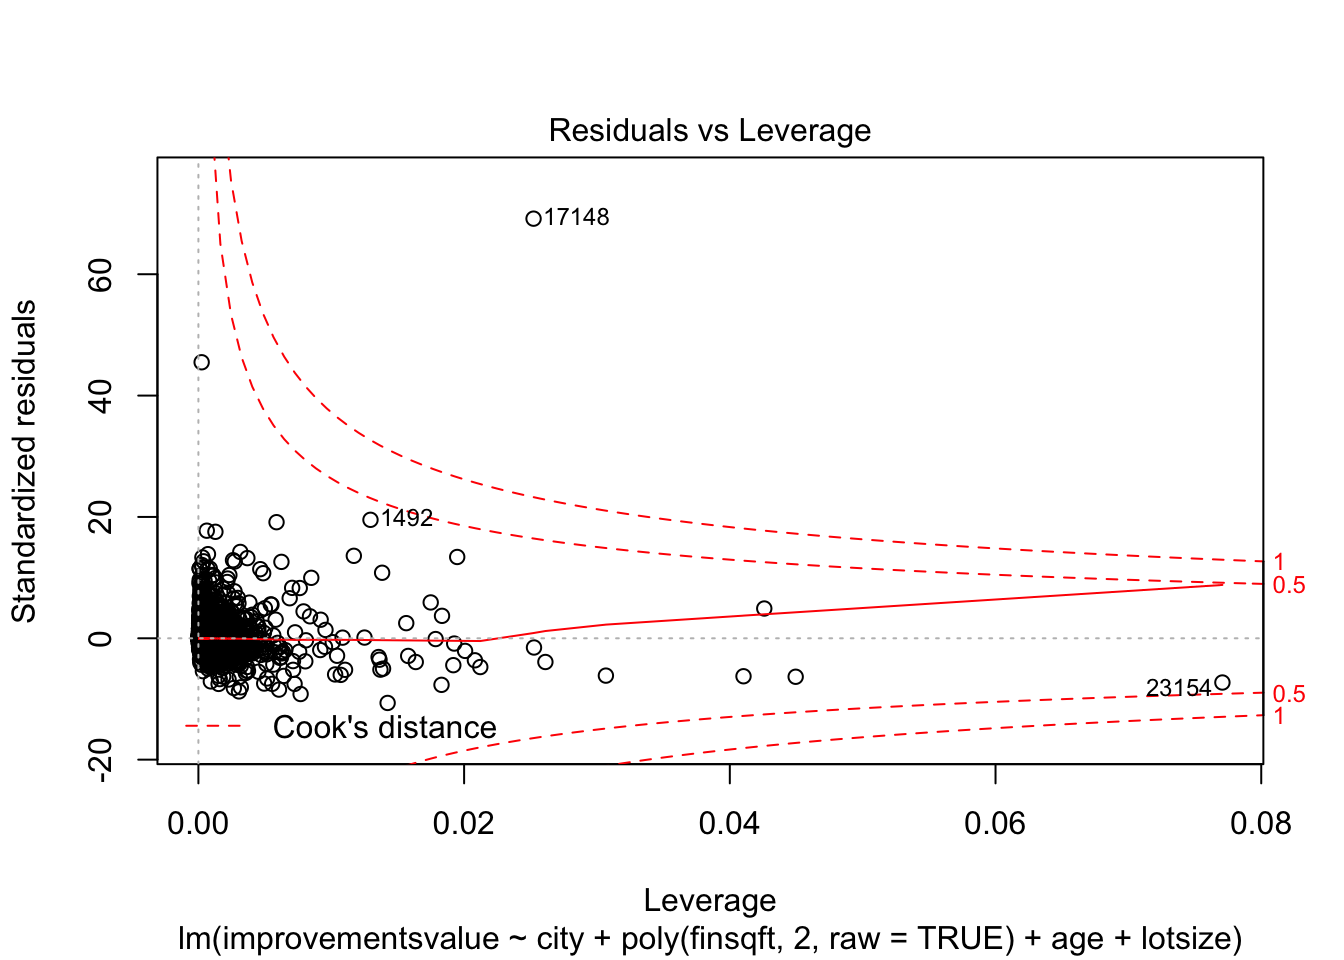 Residuals vs Leverage
Standardized residuals
60
40
20
0
-20
17148
1492
23154
1
0.5
0.5
1
Cook's distance
0.00 0.02 0.04 0.06 0.08
Leverage
lm(improvementsvalue ~ city + poly(finsqft, 2, raw = TRUE) + age + lotsize)